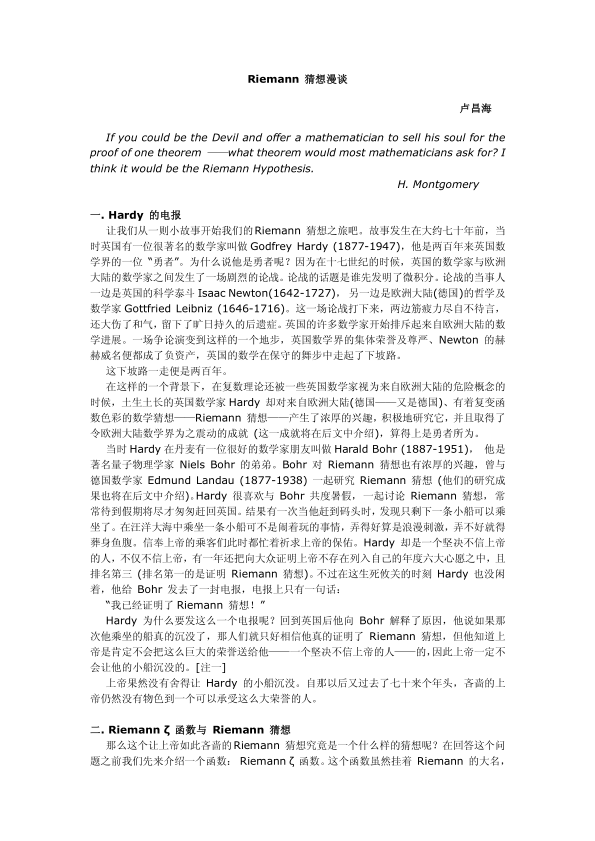 Riemann 猜想漫谈
卢昌海
If you could be the Devil and offer a mathematician to sell his soul for the
proof of one theorem ——what theorem would most mathematicians ask for? I
think it would be the Riemann Hypothesis.
H. Montgomery
一. Hardy 的电报
让我们从一则小故事开始我们的Riemann 猜想之旅吧。故事发生在大约七十年前，当
时英国有一位很著名的数学家叫做Godfrey Hardy (1877-1947)，他是两百年来英国数
学界的一位 “勇者”。为什么说他是勇者呢？因为在十七世纪的时候，英国的数学家与欧洲
大陆的数学家之间发生了一场剧烈的论战。论战的话题是谁先发明了微积分。论战的当事人
一边是英国的科学泰斗Isaac Newton(1642-1727)， 另一边是欧洲大陆(德国)的哲学及
数学家Gottfried Leibniz (1646-1716)。这一场论战打下来，两边筋疲力尽自不待言，
还大伤了和气，留下了旷日持久的后遗症。英国的许多数学家开始排斥起来自欧洲大陆的数
学进展。一场争论演变到这样的一个地步，英国数学界的集体荣誉及尊严、Newton 的赫
赫威名便都成了负资产，英国的数学在保守的舞步中走起了下坡路。
这下坡路一走便是两百年。
在这样的一个背景下，在复数理论还被一些英国数学家视为来自欧洲大陆的危险概念的
时候，土生土长的英国数学家Hardy 却对来自欧洲大陆(德国——又是德国)、有着复变函
数色彩的数学猜想——Riemann 猜想——产生了浓厚的兴趣，积极地研究它，并且取得了
令欧洲大陆数学界为之震动的成就 (这一成就将在后文中介绍)，算得上是勇者所为。
当时Hardy在丹麦有一位很好的数学家朋友叫做Harald Bohr (1887-1951)， 他是
著名量子物理学家 Niels Bohr 的弟弟。Bohr 对 Riemann 猜想也有浓厚的兴趣，曾与
德国数学家 Edmund Landau (1877-1938) 一起研究 Riemann 猜想 (他们的研究成
果也将在后文中介绍)。Hardy 很喜欢与 Bohr 共度暑假，一起讨论 Riemann 猜想，常
常待到假期将尽才匆匆赶回英国。结果有一次当他赶到码头时，发现只剩下一条小船可以乘
坐了。在汪洋大海中乘坐一条小船可不是闹着玩的事情，弄得好算是浪漫刺激，弄不好就得
葬身鱼腹。信奉上帝的乘客们此时都忙着祈求上帝的保佑。Hardy 却是一个坚决不信上帝
的人，不仅不信上帝，有一年还把向大众证明上帝不存在列入自己的年度六大心愿之中，且
排名第三 (排名第一的是证明 Riemann 猜想)。不过在这生死攸关的时刻 Hardy 也没闲
着，他给 Bohr 发去了一封电报，电报上只有一句话：
“我已经证明了Riemann 猜想！”
Hardy 为什么要发这么一个电报呢？回到英国后他向 Bohr 解释了原因，他说如果那
次他乘坐的船真的沉没了，那人们就只好相信他真的证明了 Riemann 猜想，但他知道上
帝是肯定不会把这么巨大的荣誉送给他——一个坚决不信上帝的人——的，因此上帝一定不
会让他的小船沉没的。[注一]
上帝果然没有舍得让 Hardy 的小船沉没。自那以后又过去了七十来个年头，吝啬的上
帝仍然没有物色到一个可以承受这么大荣誉的人。
二. Riemann ζ 函数与 Riemann 猜想
那么这个让上帝如此吝啬的Riemann 猜想究竟是一个什么样的猜想呢？在回答这个问
题之前我们先来介绍一个函数： Riemann ζ 函数。这个函数虽然挂着 Riemann 的大名，